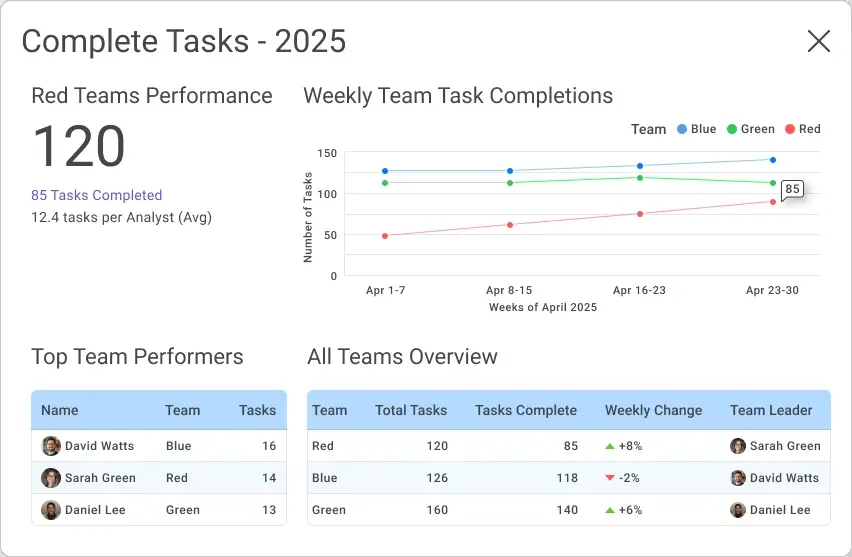 Complete Tasks - 2025
Red Teams Performance
120
85 Tasks Completed
12.4 tasks per Analyst (Avg)
Weekly Team Task Completions
Team Blue Green Red
Number of Tasks
150
100
50
0
85
Apr 1-7 Apr 8-15 Apr 16-23 Apr 23-30
Weeks of April 2025
Top Team Performers
Name Team Tasks
David Watts Blue 16
Sarah Green Red 14
Daniel Lee Green 13
All Teams Overview
Team Total Tasks Tasks Complete Weekly Change Team Leader
Red 120 85 +8% Sarah Green
Blue 126 118 -2% David Watts
Green 160 140 +6% Daniel Lee